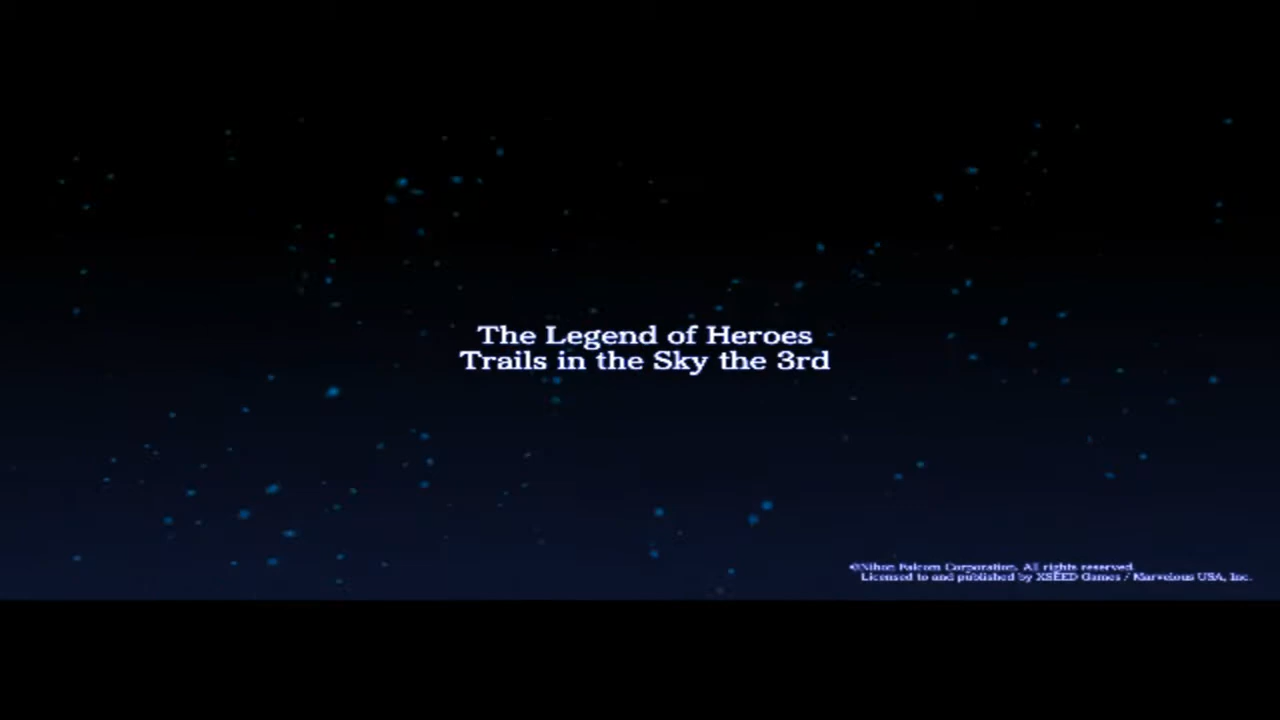 The Legend of Heroes
Trails in the Sky the 3rd
©Nihon Falcom Corporation. All rights reserved.
Licensed to and published by XSEED Games / Marvelous USA, Inc.